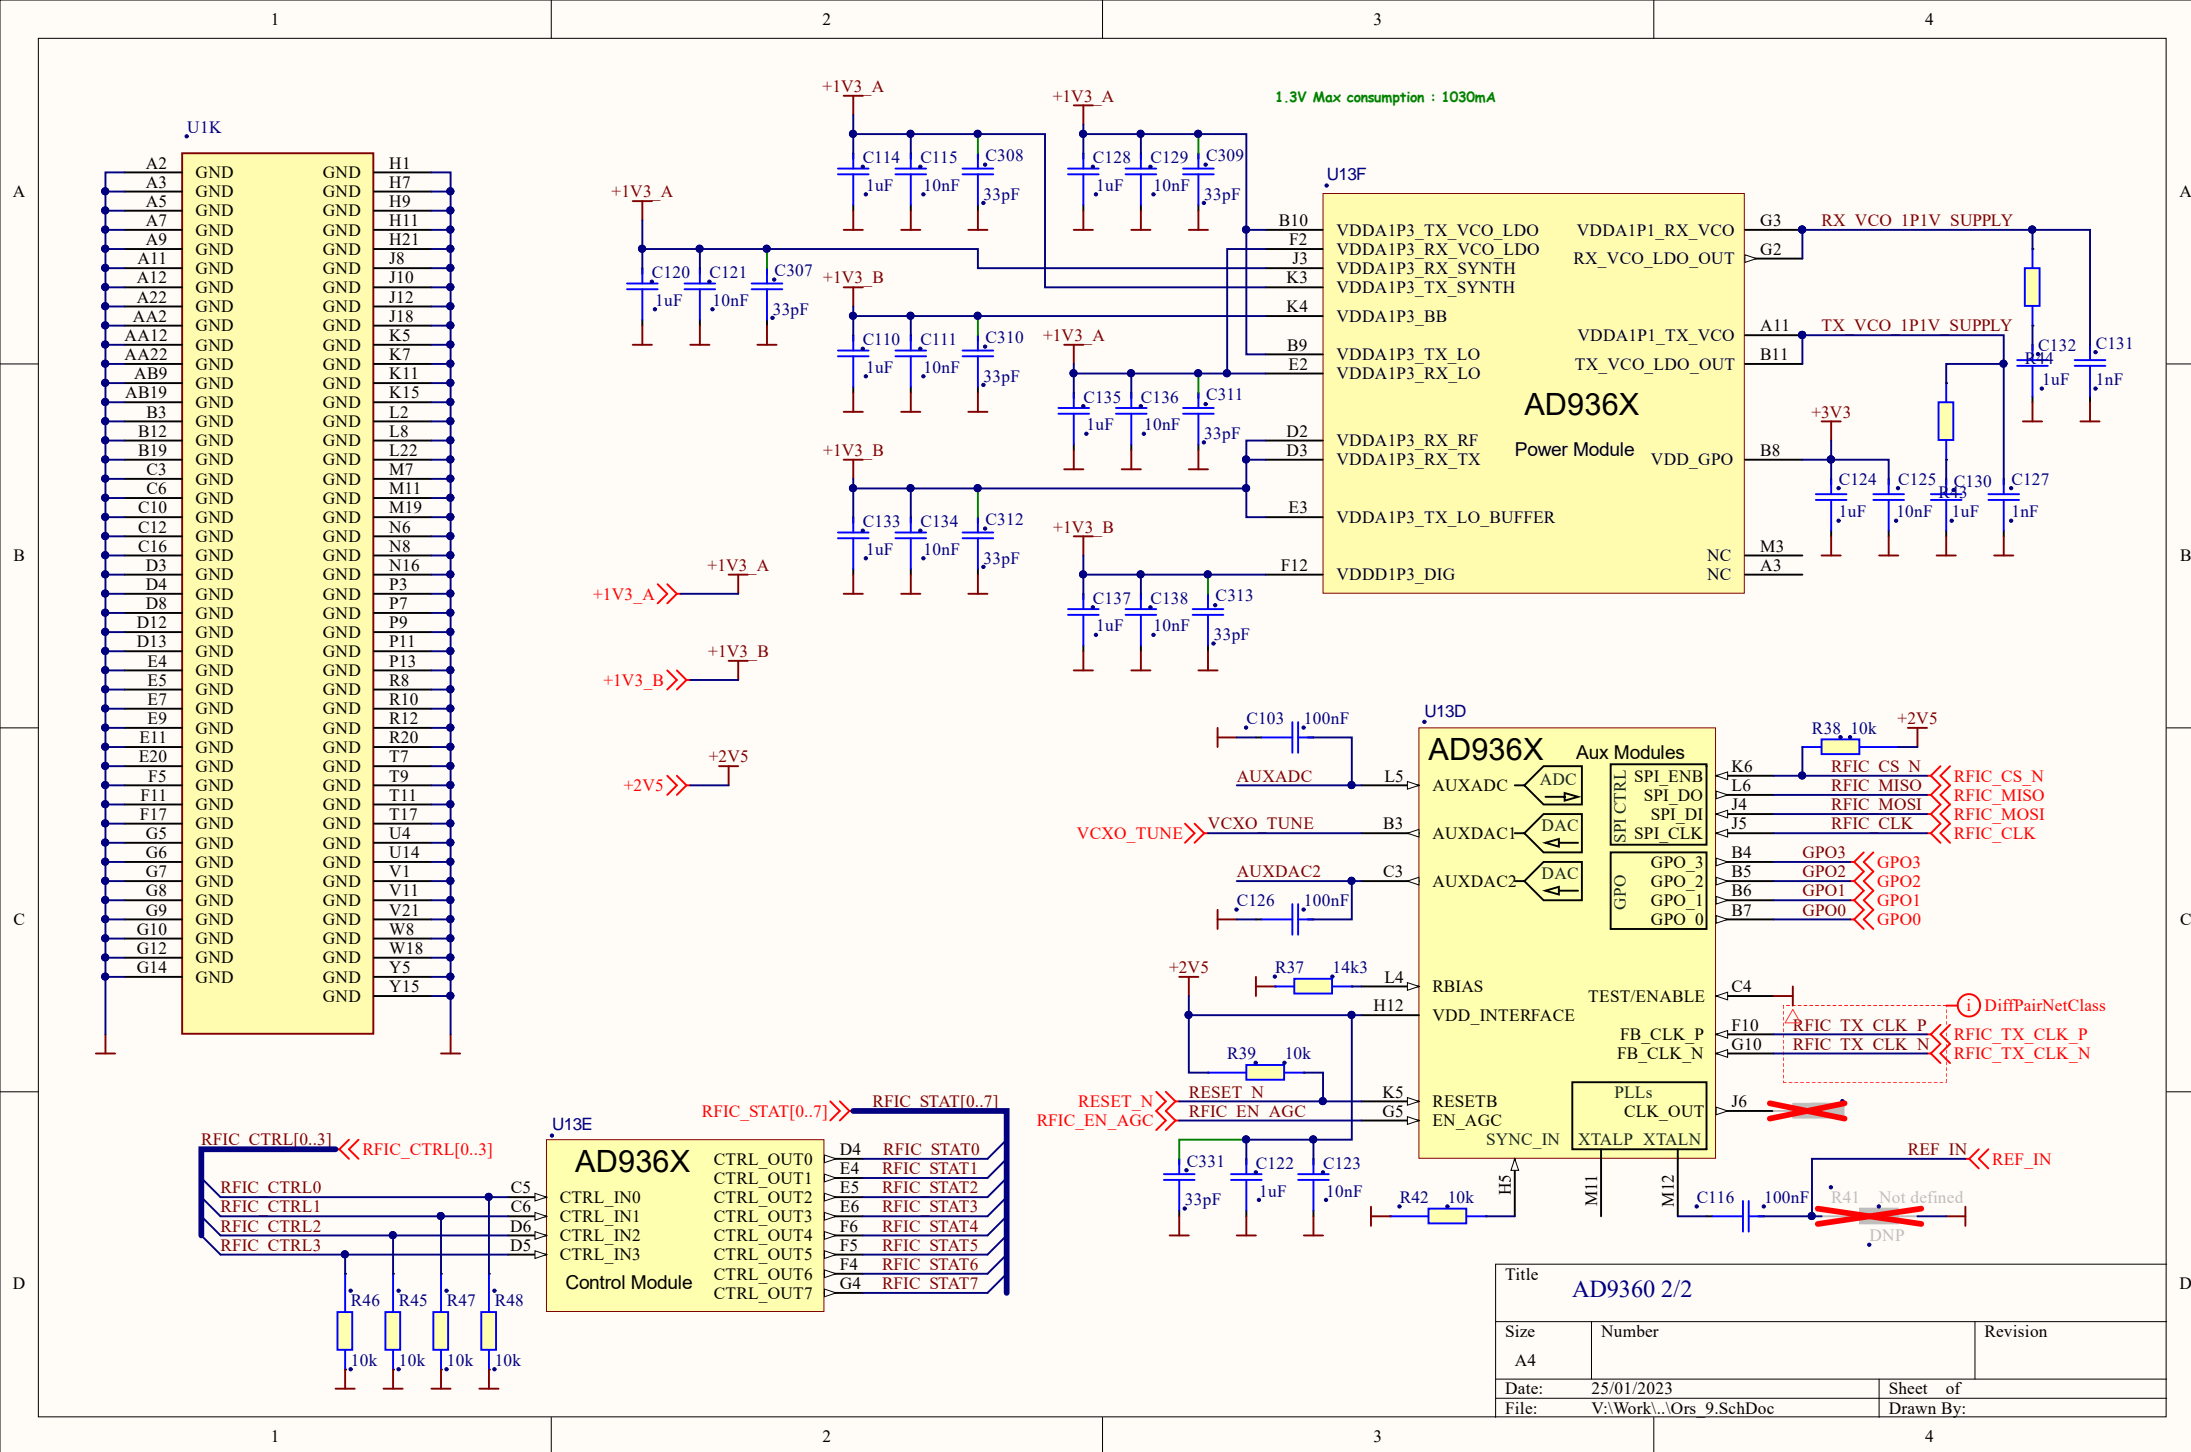 1 2 3 4
A B C D
A B C D
1 2 3 4
U1K
A2 GND GND H1
A3 GND GND H7
A5 GND GND H9
A7 GND GND H11
A9 GND GND H21
A11 GND GND J8
A12 GND GND J10
A22 GND GND J12
AA2 GND GND J18
AA12 GND GND K5
AA22 GND GND K7
AB9 GND GND K11
AB19 GND GND K15
B3 GND GND L2
B12 GND GND L8
B19 GND GND L22
C3 GND GND M7
C6 GND GND M11
C10 GND GND M19
C12 GND GND N6
C16 GND GND N8
D3 GND GND N16
D4 GND GND P3
D8 GND GND P7
D12 GND GND P9
D13 GND GND P11
E4 GND GND P13
E5 GND GND R8
E7 GND GND R10
E9 GND GND R12
E11 GND GND R20
E20 GND GND T7
F5 GND GND T9
F11 GND GND T11
F17 GND GND T17
G5 GND GND U4
G6 GND GND U14
G7 GND GND V1
G8 GND GND V11
G9 GND GND V21
G10 GND GND W8
G12 GND GND W18
G14 GND GND Y5
GND Y15
+1V3_A
C114 C115 C308
1uF 10nF 33pF
+1V3_A
C128 C129 C309
1uF 10nF 33pF
1.3V Max consumption : 1030mA
+1V3_A
C120 C121 C307
1uF 10nF 33pF
+1V3_B
C110 C111 C310
1uF 10nF 33pF
+1V3_A
C135 C136 C311
1uF 10nF 33pF
+1V3_B
C133 C134 C312
1uF 10nF 33pF
+1V3_B
C137 C138 C313
1uF 10nF 33pF
+1V3_A +1V3_A
+1V3_B +1V3_B
+2V5 +2V5
U13F
B10 VDDA1P3_TX_VCO_LDO
F2 VDDA1P3_RX_VCO_LDO
J3 VDDA1P3_RX_SYNTH
K3 VDDA1P3_TX_SYNTH
K4 VDDA1P3_BB
B9 VDDA1P3_TX_LO
E2 VDDA1P3_RX_LO
D2 VDDA1P3_RX_RF
D3 VDDA1P3_RX_TX
E3 VDDA1P3_TX_LO_BUFFER
F12 VDDD1P3_DIG
AD936X
Power Module
VDDA1P1_RX_VCO G3 RX_VCO_1P1V_SUPPLY
RX_VCO_LDO_OUT G2
VDDA1P1_TX_VCO A11 TX_VCO_1P1V_SUPPLY
TX_VCO_LDO_OUT B11
VDD_GPO B8
NC M3
NC A3
R44 C132 C131
1uF 1nF
+3V3
C124 C125 R43 C130 C127
1uF 10nF 1uF 1nF
U13D
AD936X Aux Modules
C103 100nF
AUXADC L5 AUXADC ADC
VCXO_TUNE VCXO_TUNE B3 AUXDAC1 DAC
AUXDAC2 C3 AUXDAC2 DAC
C126 100nF
+2V5
R37 14k3 L4 RBIAS
H12 VDD_INTERFACE
R39 10k
RESET_N RESET_N K5 RESETB
RFIC_EN_AGC RFIC_EN_AGC G5 EN_AGC
C331 C122 C123
33pF 1uF 10nF
SYNC_IN
H5
R42 10k
SPI CTRL
SPI_ENB K6 RFIC_CS_N RFIC_CS_N
SPI_DO L6 RFIC_MISO RFIC_MISO
SPI_DI J4 RFIC_MOSI RFIC_MOSI
SPI_CLK J5 RFIC_CLK RFIC_CLK
R38 10k +2V5
GPO
GPO_3 B4 GPO3 GPO3
GPO_2 B5 GPO2 GPO2
GPO_1 B6 GPO1 GPO1
GPO_0 B7 GPO0 GPO0
TEST/ENABLE C4
i DiffPairNetClass
FB_CLK_P F10 RFIC_TX_CLK_P RFIC_TX_CLK_P
FB_CLK_N G10 RFIC_TX_CLK_N RFIC_TX_CLK_N
PLLs
CLK_OUT J6
XTALP XTALN
M11 M12
REF_IN REF_IN
C116 100nF R41 Not defined
DNP
RFIC_STAT[0..7] RFIC_STAT[0..7]
RFIC_CTRL[0..3] RFIC_CTRL[0..3]
U13E
AD936X
Control Module
RFIC_CTRL0 C5 CTRL_IN0
RFIC_CTRL1 C6 CTRL_IN1
RFIC_CTRL2 D6 CTRL_IN2
RFIC_CTRL3 D5 CTRL_IN3
CTRL_OUT0 D4 RFIC_STAT0
CTRL_OUT1 E4 RFIC_STAT1
CTRL_OUT2 E5 RFIC_STAT2
CTRL_OUT3 E6 RFIC_STAT3
CTRL_OUT4 F6 RFIC_STAT4
CTRL_OUT5 F5 RFIC_STAT5
CTRL_OUT6 F4 RFIC_STAT6
CTRL_OUT7 G4 RFIC_STAT7
R46 R45 R47 R48
10k 10k 10k 10k
Title
AD9360 2/2
Size Number Revision
A4
Date: 25/01/2023 Sheet of
File: V:\Work\..\Ors_9.SchDoc Drawn By: